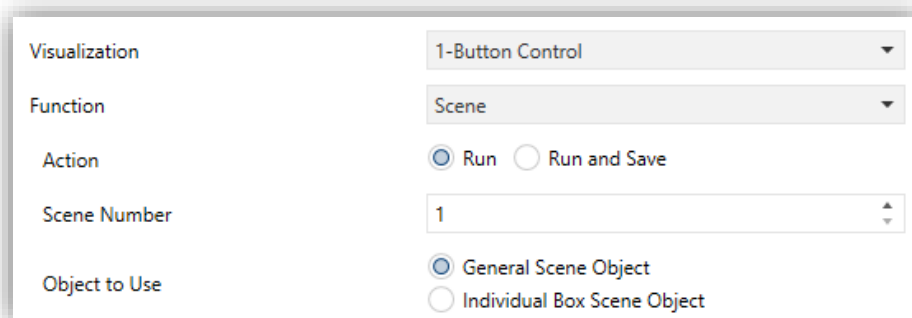 Visualization 1-Button Control
Function Scene
Action Run Run and Save
Scene Number 1
Object to Use General Scene Object
Individual Box Scene Object